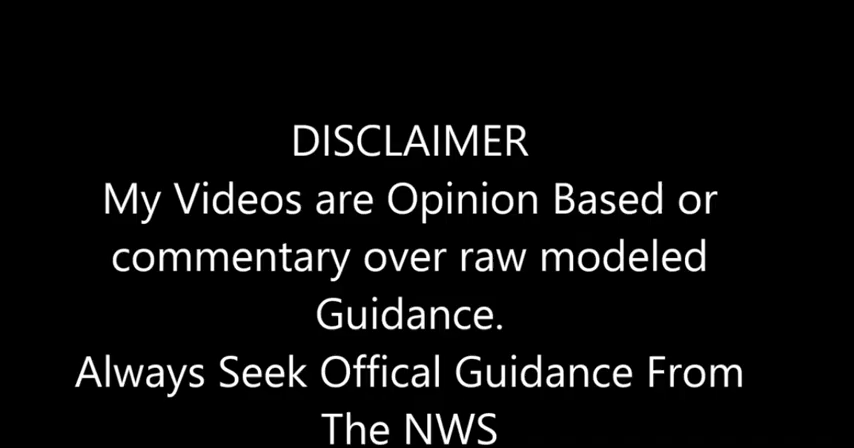 DISCLAIMER
My Videos are Opinion Based or
commentary over raw modeled
Guidance.
Always Seek Offical Guidance From
The NWS